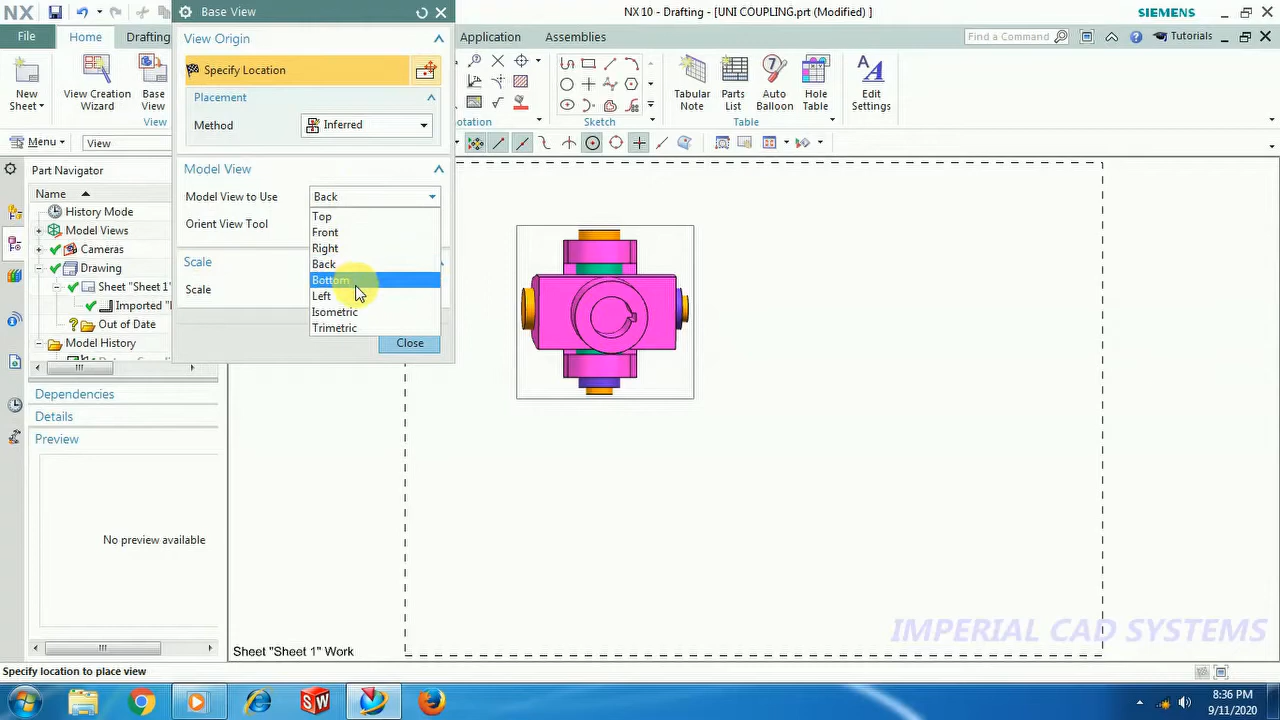 NX
Base View
NX 10 - Drafting - [UNI COUPLING.prt (Modified) ]
SIEMENS
File
Home
Drafting
Application
Assemblies
Find a Command
Tutorials
View Origin
Specify Location
Placement
Method
Inferred
Model View
Model View to Use
Back
Orient View Tool
Top
Front
Right
Back
Bottom
Left
Isometric
Trimetric
Scale
Scale
Close
New
Sheet
View Creation
Wizard
Base
View
View
Menu
View
notation
Sketch
Tabular
Note
Parts
List
Auto
Balloon
Hole
Table
Table
Edit
Settings
Part Navigator
Name
History Mode
Model Views
Cameras
Drawing
Sheet "Sheet 1"
Imported "
Out of Date
Model History
Dependencies
Details
Preview
No preview available
Sheet "Sheet 1" Work
IMPERIAL CAD SYSTEMS
Specify location to place view
SW
8:36 PM
9/11/2020